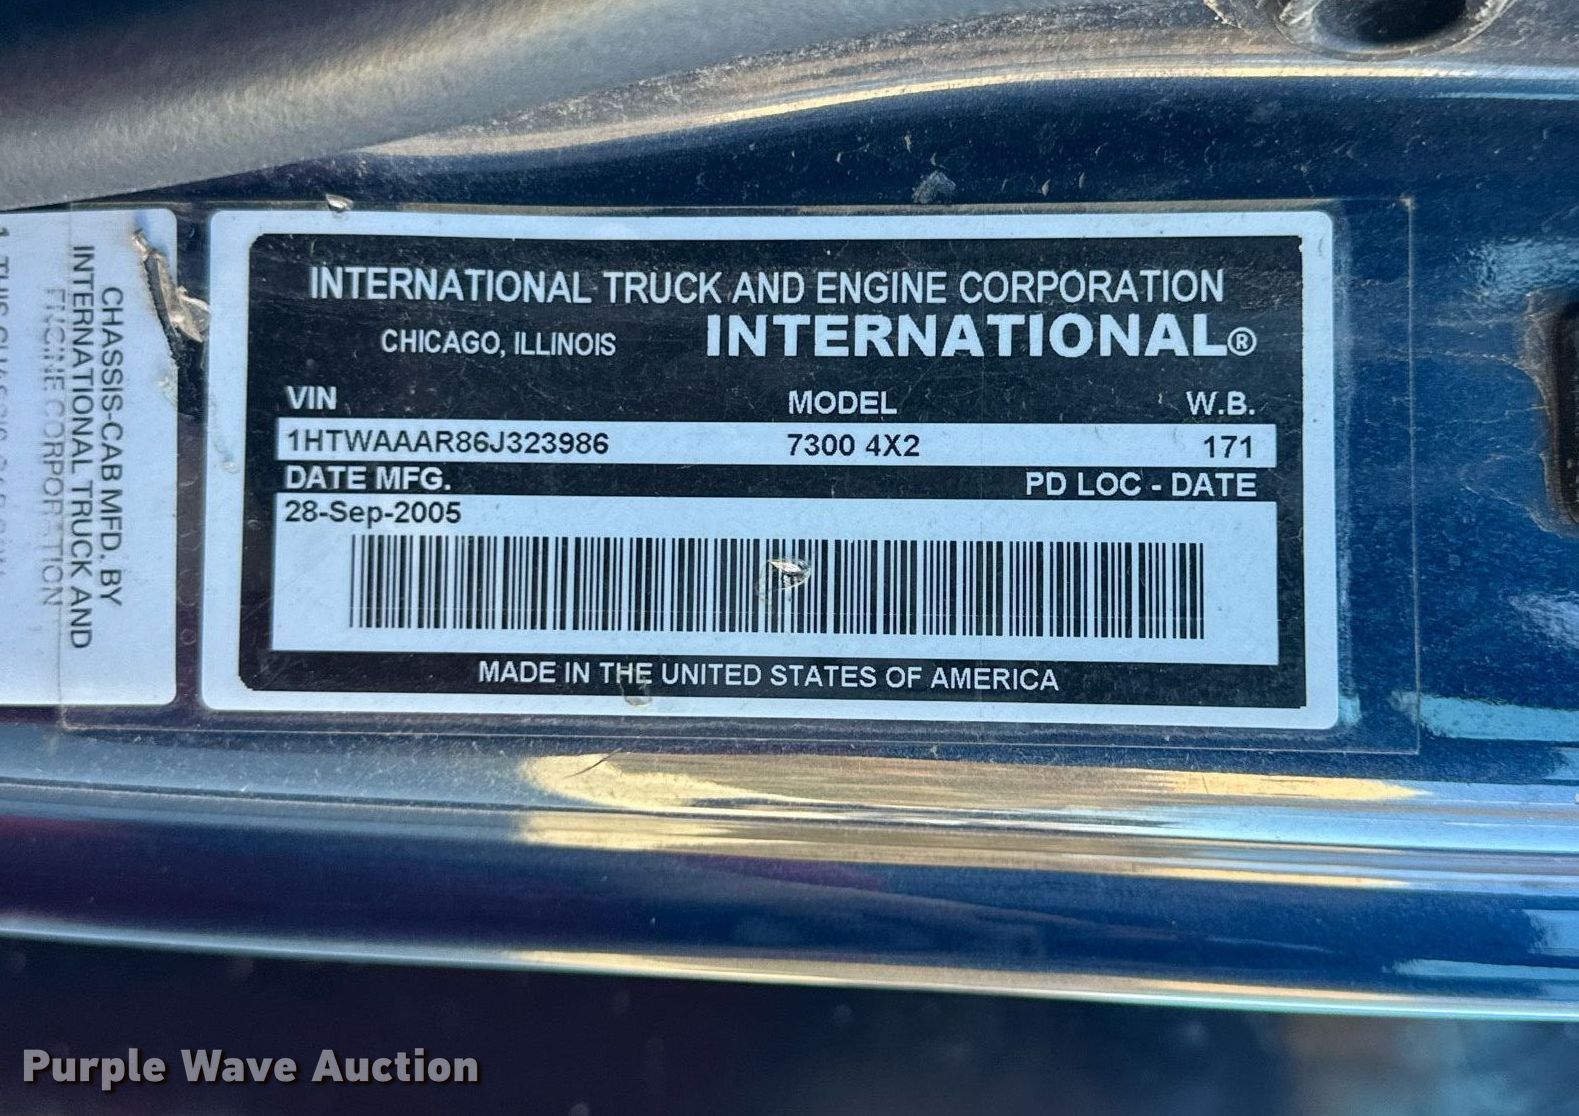 INTERNATIONAL TRUCK AND ENGINE CORPORATION
CHICAGO, ILLINOIS INTERNATIONAL®
VIN MODEL W.B.
1HTWAAAR86J323986 7300 4X2 171
DATE MFG. PD LOC - DATE
28-Sep-2005
MADE IN THE UNITED STATES OF AMERICA
CHASSIS-CAB MFD. BY
INTERNATIONAL TRUCK AND
ENGINE CORPORATION
Purple Wave Auction